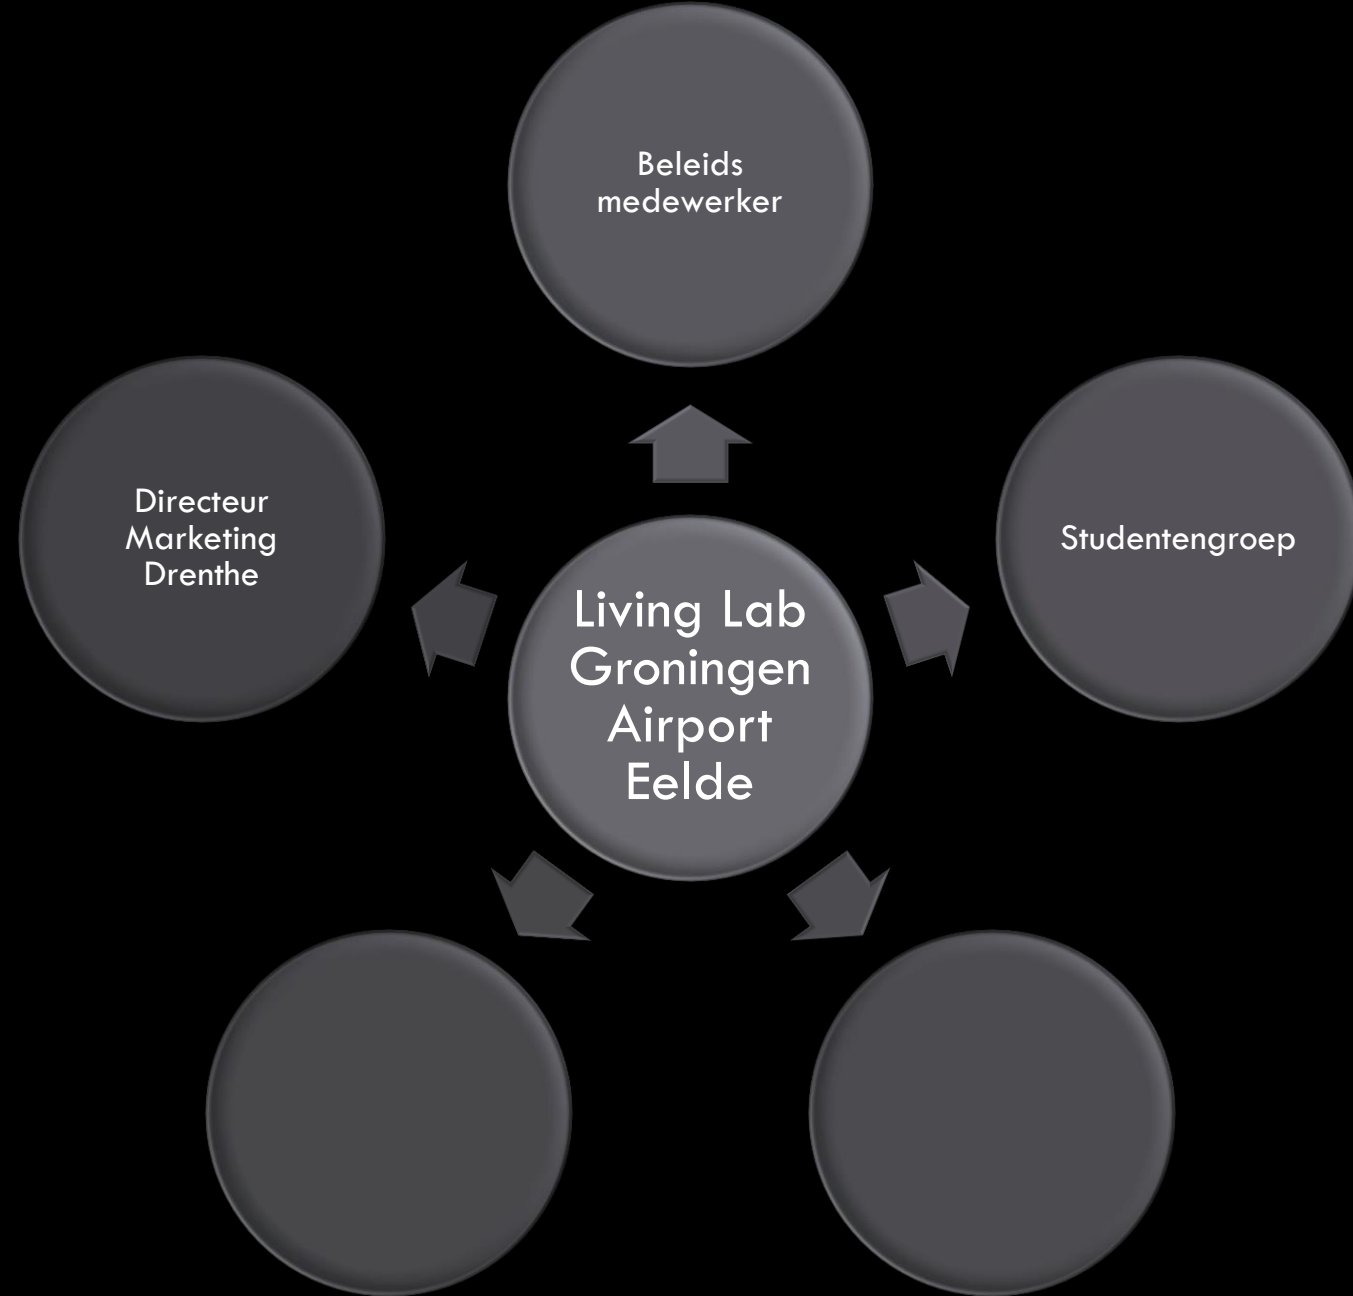 Beleids
medewerker
Directeur
Marketing
Drenthe
Studentengroep
Living Lab
Groningen
Airport
Eelde